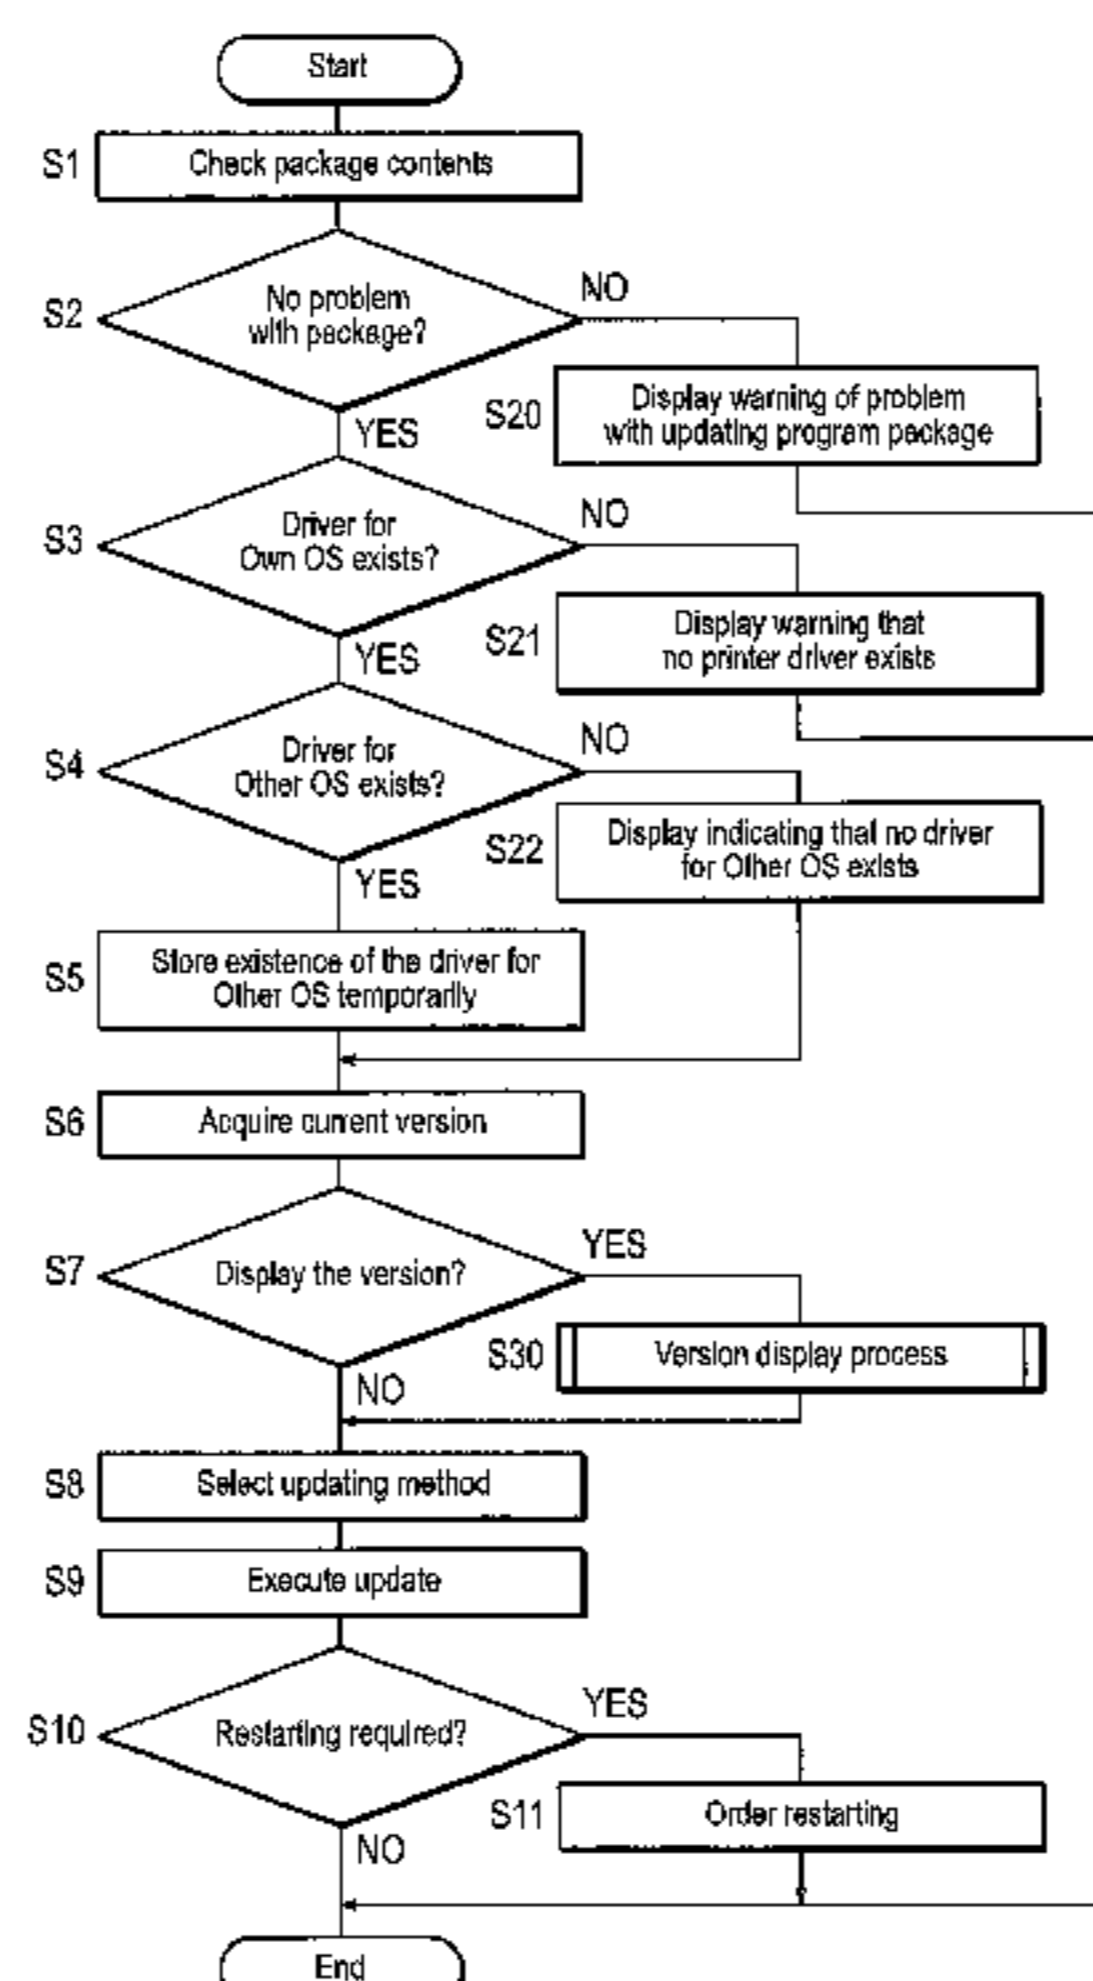 Start
S1
Check package contents
S2
No problem
with package?
NO
YES
S20
Display warning of problem
with updating program package
S3
Driver for
Own OS exists?
NO
YES
S21
Display warning that
no printer driver exists
S4
Driver for
Other OS exists?
NO
YES
S22
Display indicating that no driver
for Other OS exists
S5
Store existence of the driver for
Other OS temporarily
S6
Acquire current version
S7
Display the version?
YES
NO
S30
Version display process
S8
Select updating method
S9
Execute update
S10
Restarting required?
YES
NO
S11
Order restarting
End